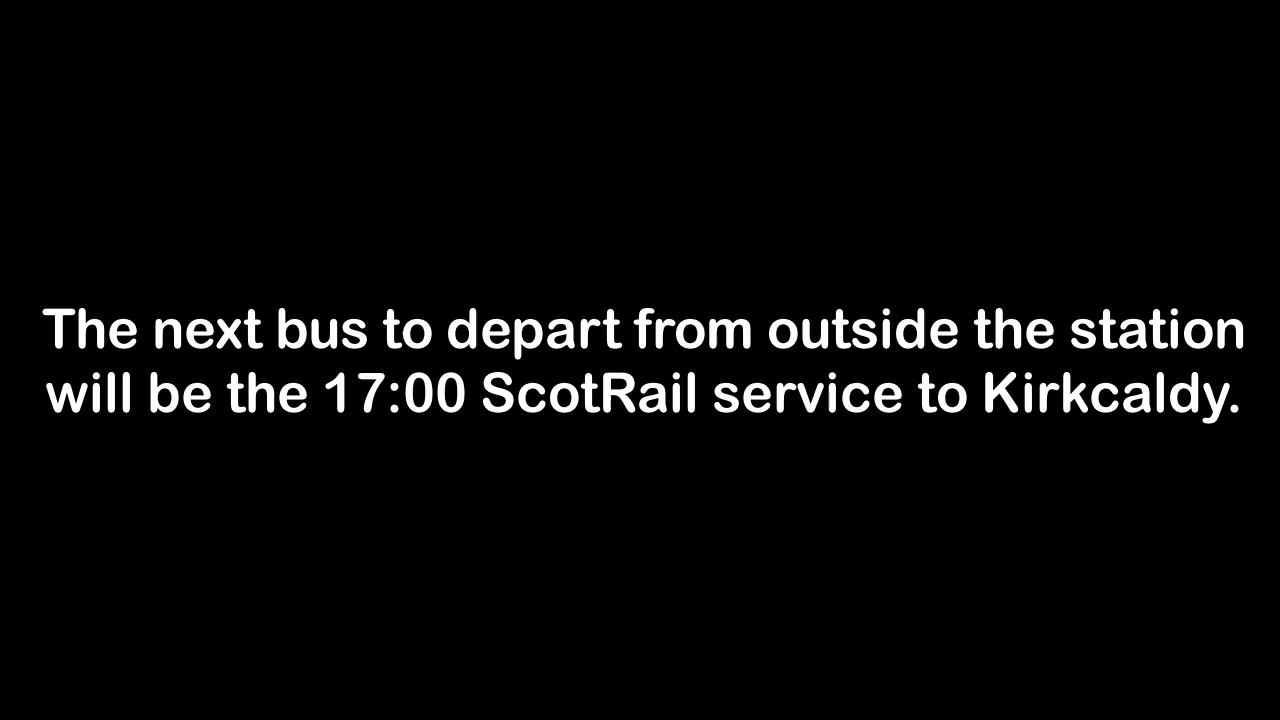 The next bus to depart from outside the station
will be the 17:00 ScotRail service to Kirkcaldy.